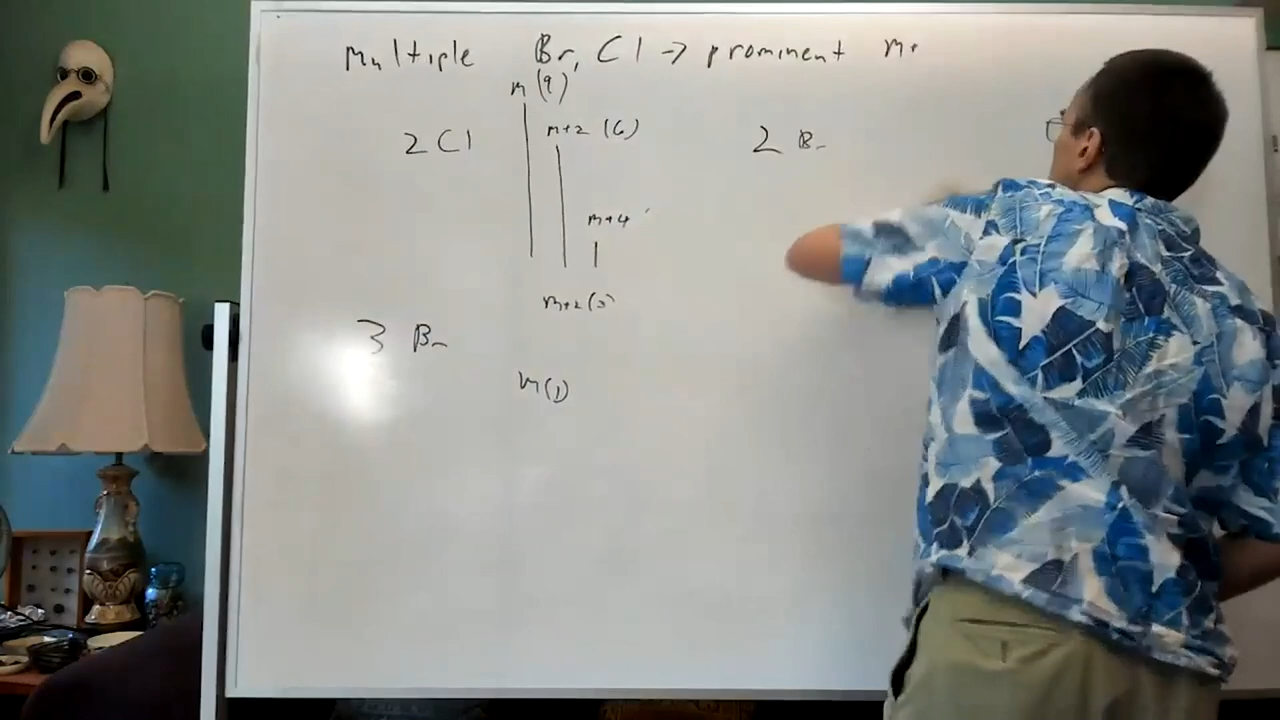 Multiple Br, Cl → prominent M+
M (9)
2 Cl
M+2 (6)
2 Br
M+4
M+2 (3)
3 Br
M (1)